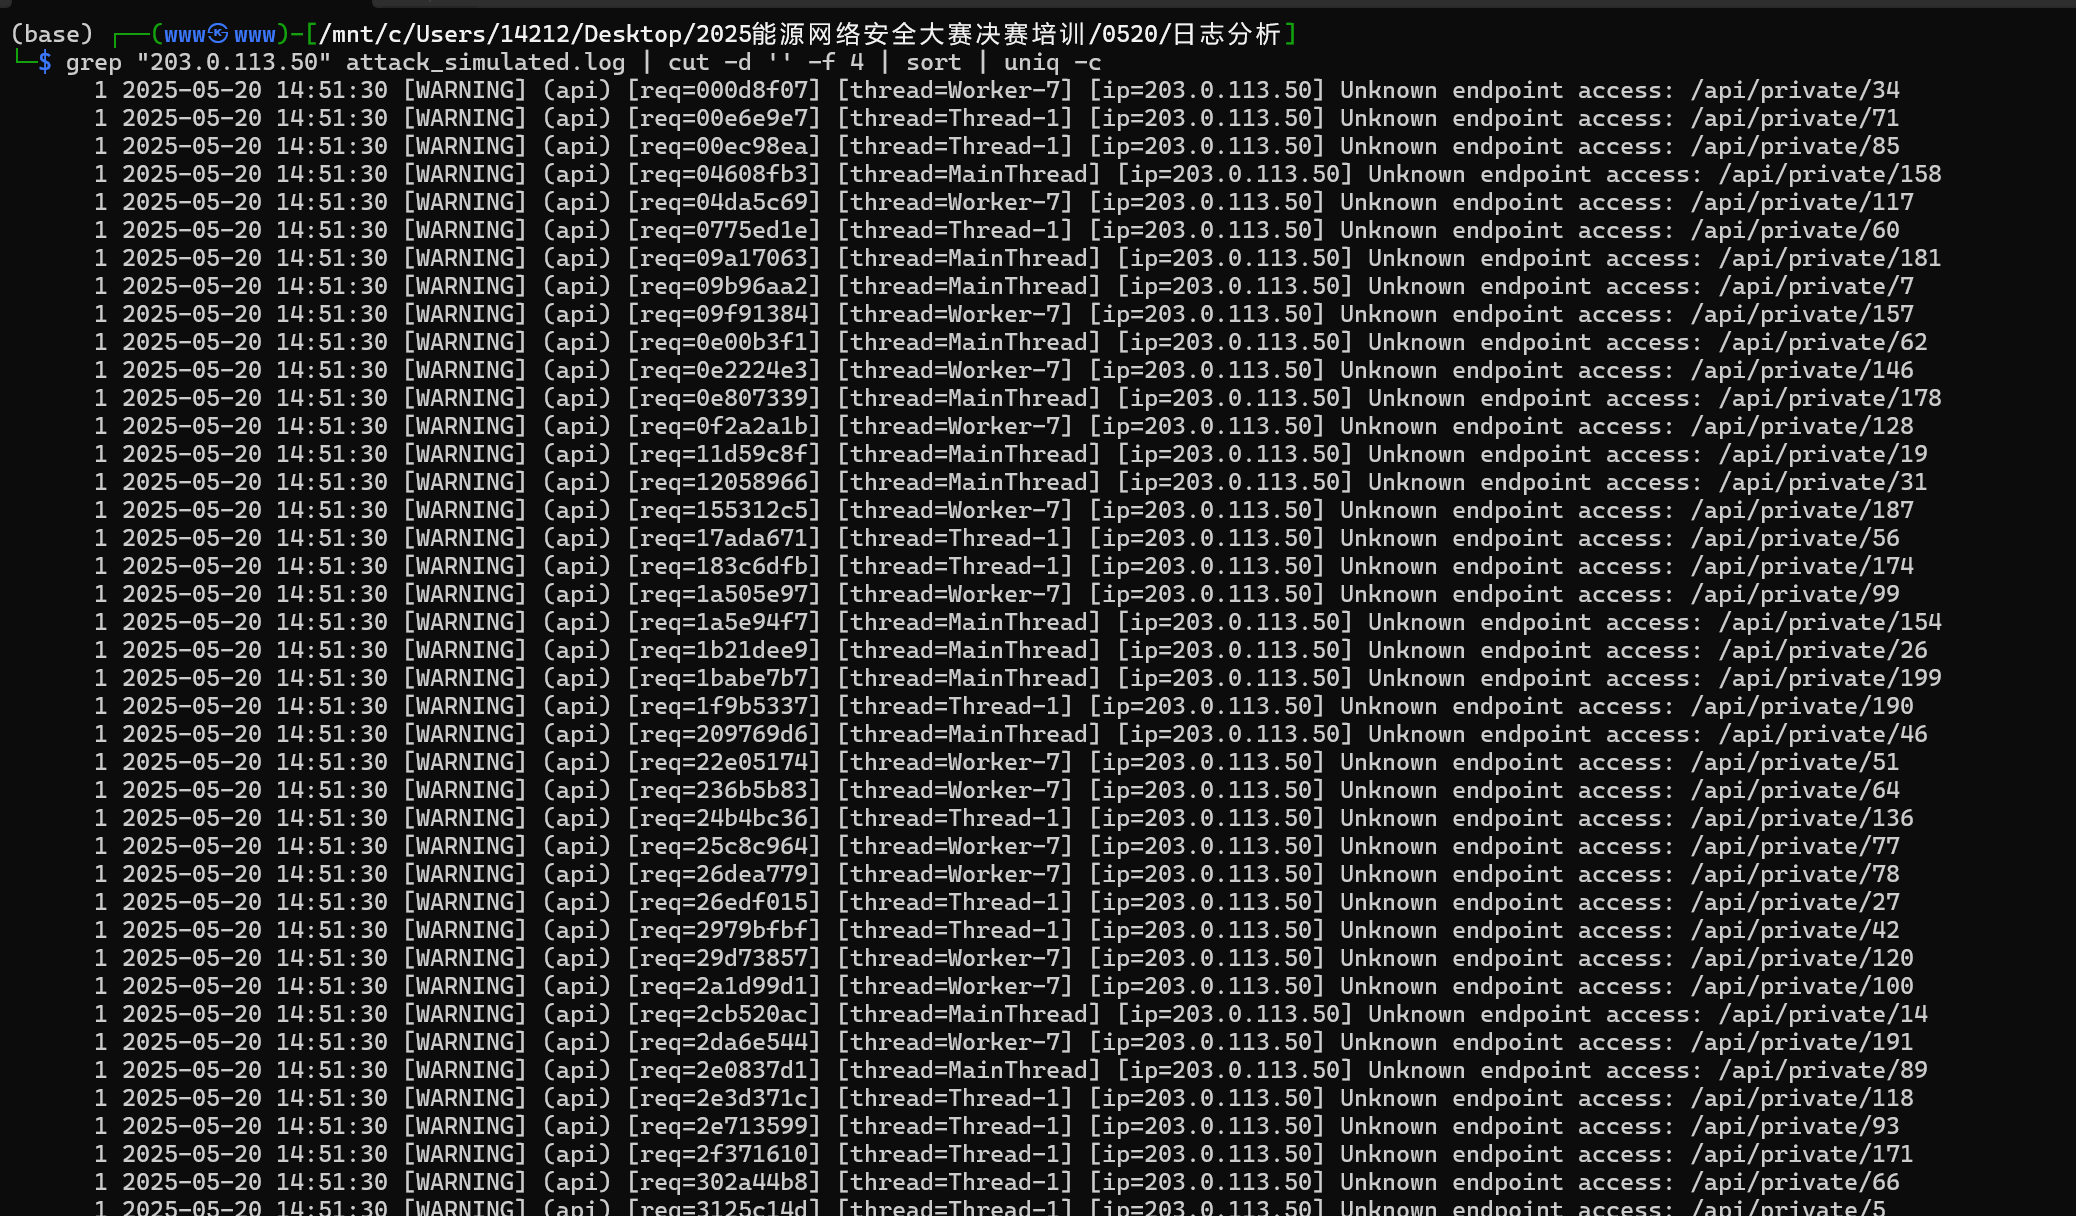 (base) ┌──(www㉿www)-[/mnt/c/Users/14212/Desktop/2025能源网络安全大赛决赛培训/0520/日志分析]
└─$ grep "203.0.113.50" attack_simulated.log | cut -d '' -f 4 | sort | uniq -c
1 2025-05-20 14:51:30 [WARNING] (api) [req=000d8f07] [thread=Worker-7] [ip=203.0.113.50] Unknown endpoint access: /api/private/34
1 2025-05-20 14:51:30 [WARNING] (api) [req=00e6e9e7] [thread=Thread-1] [ip=203.0.113.50] Unknown endpoint access: /api/private/71
1 2025-05-20 14:51:30 [WARNING] (api) [req=00ec98ea] [thread=Thread-1] [ip=203.0.113.50] Unknown endpoint access: /api/private/85
1 2025-05-20 14:51:30 [WARNING] (api) [req=04608fb3] [thread=MainThread] [ip=203.0.113.50] Unknown endpoint access: /api/private/158
1 2025-05-20 14:51:30 [WARNING] (api) [req=04da5c69] [thread=Worker-7] [ip=203.0.113.50] Unknown endpoint access: /api/private/117
1 2025-05-20 14:51:30 [WARNING] (api) [req=0775ed1e] [thread=Thread-1] [ip=203.0.113.50] Unknown endpoint access: /api/private/60
1 2025-05-20 14:51:30 [WARNING] (api) [req=09a17063] [thread=MainThread] [ip=203.0.113.50] Unknown endpoint access: /api/private/181
1 2025-05-20 14:51:30 [WARNING] (api) [req=09b96aa2] [thread=MainThread] [ip=203.0.113.50] Unknown endpoint access: /api/private/7
1 2025-05-20 14:51:30 [WARNING] (api) [req=09f91384] [thread=Worker-7] [ip=203.0.113.50] Unknown endpoint access: /api/private/157
1 2025-05-20 14:51:30 [WARNING] (api) [req=0e00b3f1] [thread=MainThread] [ip=203.0.113.50] Unknown endpoint access: /api/private/62
1 2025-05-20 14:51:30 [WARNING] (api) [req=0e2224e3] [thread=Worker-7] [ip=203.0.113.50] Unknown endpoint access: /api/private/146
1 2025-05-20 14:51:30 [WARNING] (api) [req=0e807339] [thread=MainThread] [ip=203.0.113.50] Unknown endpoint access: /api/private/178
1 2025-05-20 14:51:30 [WARNING] (api) [req=0f2a2a1b] [thread=Worker-7] [ip=203.0.113.50] Unknown endpoint access: /api/private/128
1 2025-05-20 14:51:30 [WARNING] (api) [req=11d59c8f] [thread=MainThread] [ip=203.0.113.50] Unknown endpoint access: /api/private/19
1 2025-05-20 14:51:30 [WARNING] (api) [req=12058966] [thread=MainThread] [ip=203.0.113.50] Unknown endpoint access: /api/private/31
1 2025-05-20 14:51:30 [WARNING] (api) [req=155312c5] [thread=Worker-7] [ip=203.0.113.50] Unknown endpoint access: /api/private/187
1 2025-05-20 14:51:30 [WARNING] (api) [req=17ada671] [thread=Thread-1] [ip=203.0.113.50] Unknown endpoint access: /api/private/56
1 2025-05-20 14:51:30 [WARNING] (api) [req=183c6dfb] [thread=Thread-1] [ip=203.0.113.50] Unknown endpoint access: /api/private/174
1 2025-05-20 14:51:30 [WARNING] (api) [req=1a505e97] [thread=Worker-7] [ip=203.0.113.50] Unknown endpoint access: /api/private/99
1 2025-05-20 14:51:30 [WARNING] (api) [req=1a5e94f7] [thread=MainThread] [ip=203.0.113.50] Unknown endpoint access: /api/private/154
1 2025-05-20 14:51:30 [WARNING] (api) [req=1b21dee9] [thread=MainThread] [ip=203.0.113.50] Unknown endpoint access: /api/private/26
1 2025-05-20 14:51:30 [WARNING] (api) [req=1babe7b7] [thread=MainThread] [ip=203.0.113.50] Unknown endpoint access: /api/private/199
1 2025-05-20 14:51:30 [WARNING] (api) [req=1f9b5337] [thread=Thread-1] [ip=203.0.113.50] Unknown endpoint access: /api/private/190
1 2025-05-20 14:51:30 [WARNING] (api) [req=209769d6] [thread=MainThread] [ip=203.0.113.50] Unknown endpoint access: /api/private/46
1 2025-05-20 14:51:30 [WARNING] (api) [req=22e05174] [thread=Worker-7] [ip=203.0.113.50] Unknown endpoint access: /api/private/51
1 2025-05-20 14:51:30 [WARNING] (api) [req=236b5b83] [thread=Worker-7] [ip=203.0.113.50] Unknown endpoint access: /api/private/64
1 2025-05-20 14:51:30 [WARNING] (api) [req=24b4bc36] [thread=Thread-1] [ip=203.0.113.50] Unknown endpoint access: /api/private/136
1 2025-05-20 14:51:30 [WARNING] (api) [req=25c8c964] [thread=Worker-7] [ip=203.0.113.50] Unknown endpoint access: /api/private/77
1 2025-05-20 14:51:30 [WARNING] (api) [req=26dea779] [thread=Worker-7] [ip=203.0.113.50] Unknown endpoint access: /api/private/78
1 2025-05-20 14:51:30 [WARNING] (api) [req=26edf015] [thread=Thread-1] [ip=203.0.113.50] Unknown endpoint access: /api/private/27
1 2025-05-20 14:51:30 [WARNING] (api) [req=2979bfbf] [thread=Thread-1] [ip=203.0.113.50] Unknown endpoint access: /api/private/42
1 2025-05-20 14:51:30 [WARNING] (api) [req=29d73857] [thread=Worker-7] [ip=203.0.113.50] Unknown endpoint access: /api/private/120
1 2025-05-20 14:51:30 [WARNING] (api) [req=2a1d99d1] [thread=Worker-7] [ip=203.0.113.50] Unknown endpoint access: /api/private/100
1 2025-05-20 14:51:30 [WARNING] (api) [req=2cb520ac] [thread=MainThread] [ip=203.0.113.50] Unknown endpoint access: /api/private/14
1 2025-05-20 14:51:30 [WARNING] (api) [req=2da6e544] [thread=Worker-7] [ip=203.0.113.50] Unknown endpoint access: /api/private/191
1 2025-05-20 14:51:30 [WARNING] (api) [req=2e0837d1] [thread=MainThread] [ip=203.0.113.50] Unknown endpoint access: /api/private/89
1 2025-05-20 14:51:30 [WARNING] (api) [req=2e3d371c] [thread=Thread-1] [ip=203.0.113.50] Unknown endpoint access: /api/private/118
1 2025-05-20 14:51:30 [WARNING] (api) [req=2e713599] [thread=Thread-1] [ip=203.0.113.50] Unknown endpoint access: /api/private/93
1 2025-05-20 14:51:30 [WARNING] (api) [req=2f371610] [thread=Thread-1] [ip=203.0.113.50] Unknown endpoint access: /api/private/171
1 2025-05-20 14:51:30 [WARNING] (api) [req=302a44b8] [thread=Thread-1] [ip=203.0.113.50] Unknown endpoint access: /api/private/66
1 2025-05-20 14:51:30 [WARNING] (api) [req=3125c14d] [thread=Thread-1] [ip=203.0.113.50] Unknown endpoint access: /api/private/5